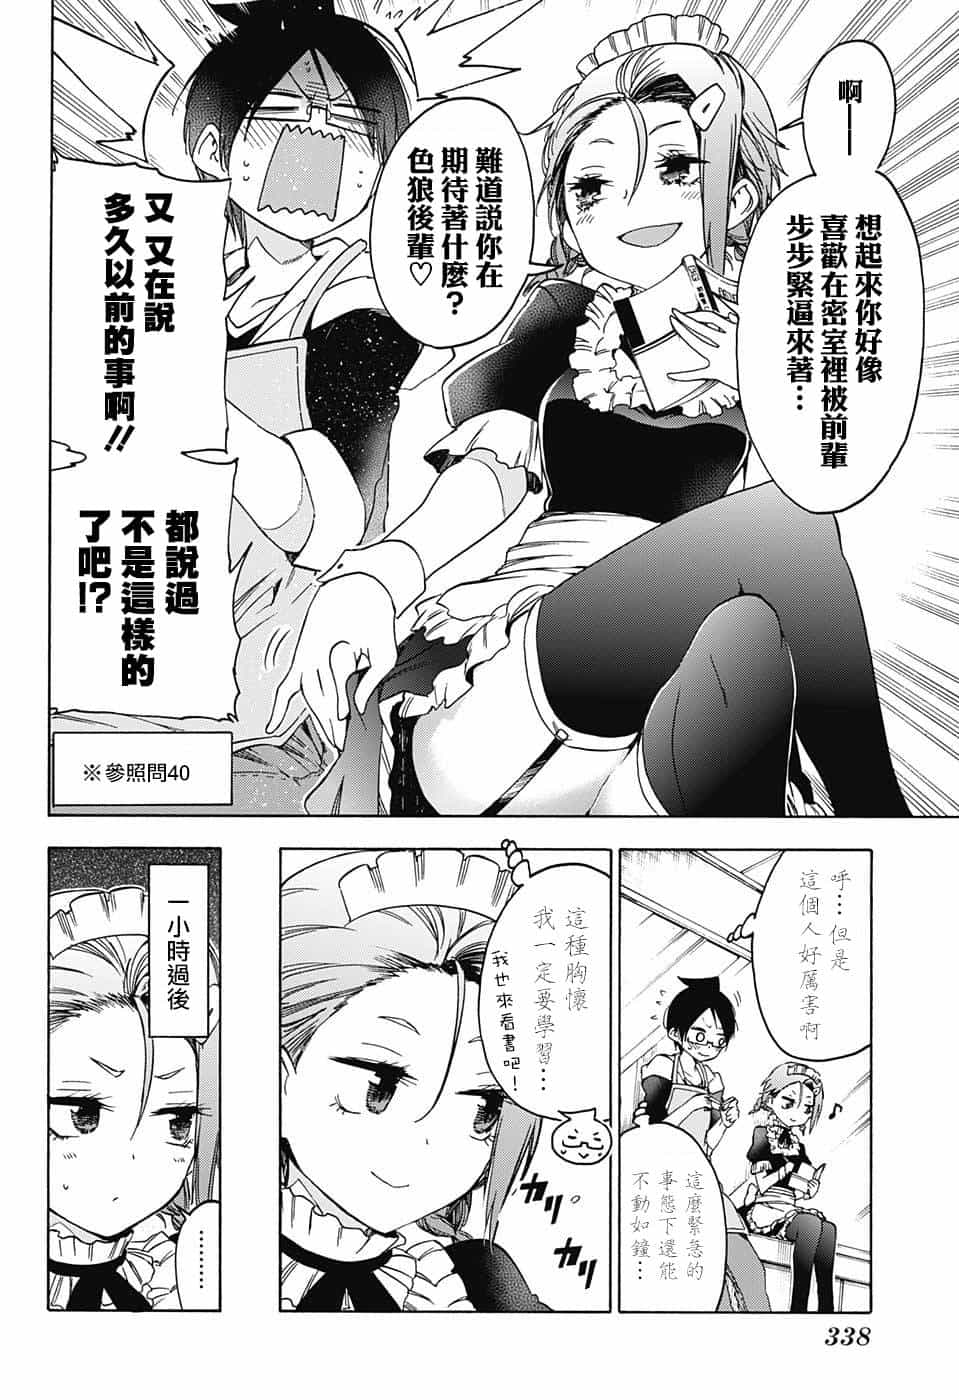 啊──
想起來你好像
喜歡在密室裡被前輩
步步緊逼來著…
難道說你在
期待著什麼？
色狼後輩♡
又 又在說
多久以前的事啊!!
都說過
不是這樣的
了吧!?
※參照問40
呼…但是
這個人好厲害啊
這麼緊急的
事態下還能
不動如鐘…
♪
這種胸懷
我一定要學習…
我也來看書吧！
カリ
カリ
一小時過後
………
338